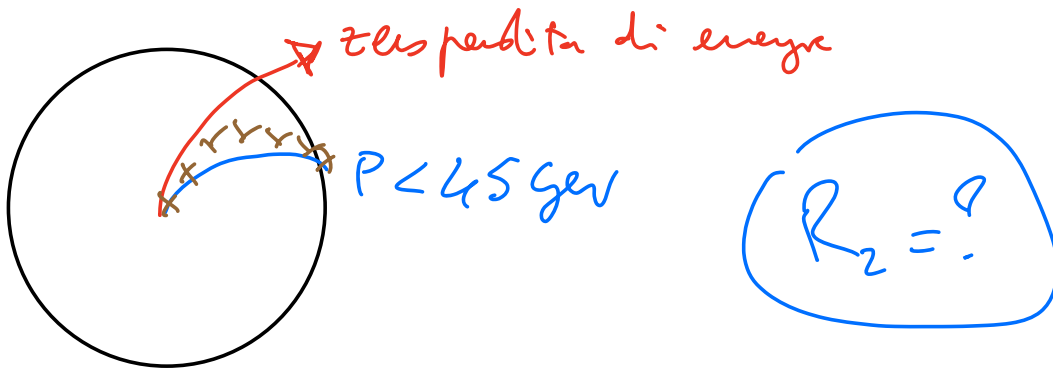 zero perdita di energia
P < 45 GeV
R₂ = ?